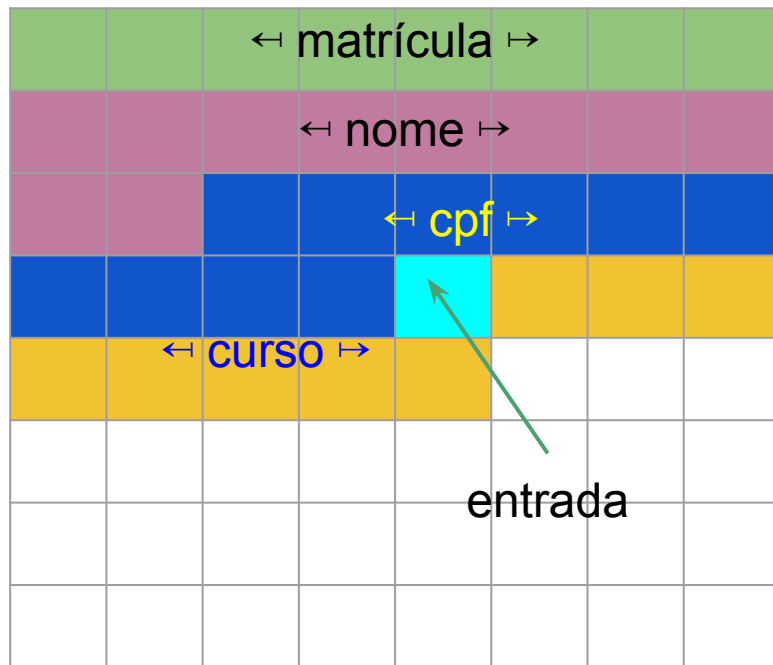 ↤ matrícula ↦
↤ nome ↦
↤ cpf ↦
↤ curso ↦
entrada